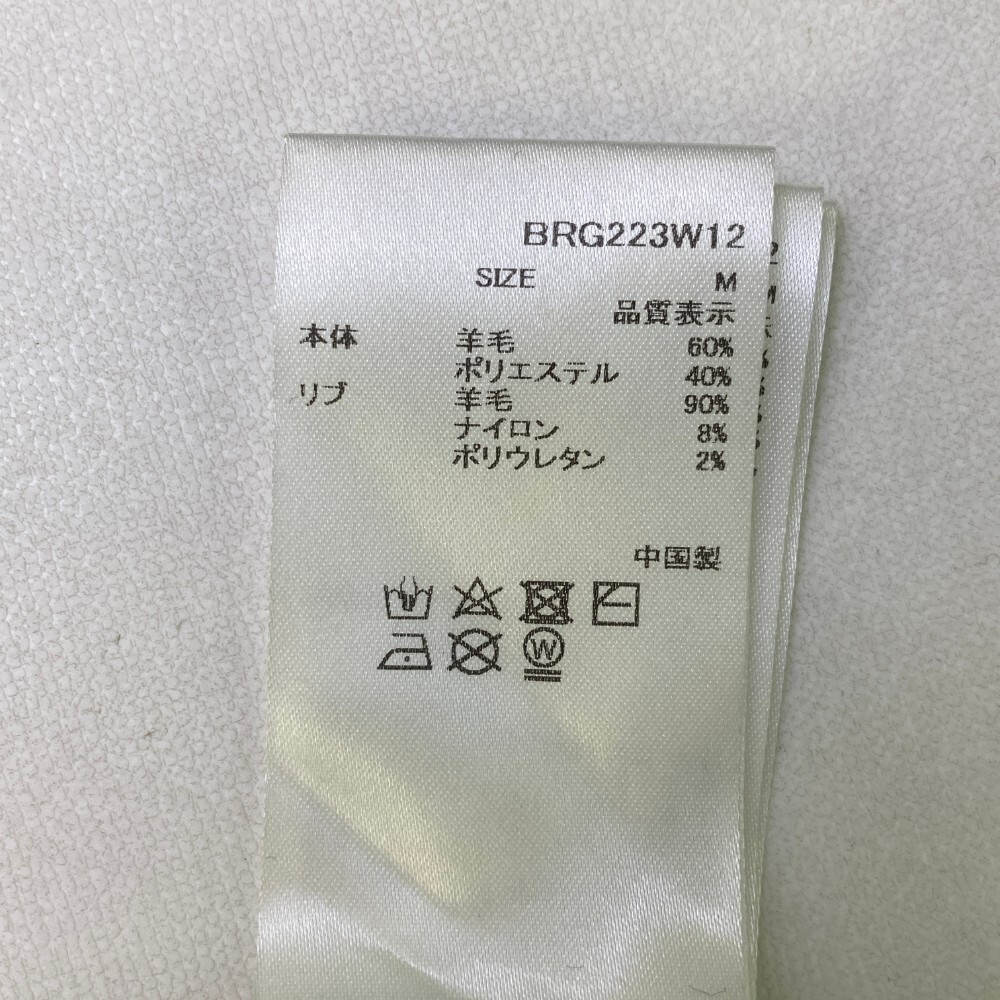 BRG223W12
SIZE M
品質表示
本体 羊毛 60%
ポリエステル 40%
リブ 羊毛 90%
ナイロン 8%
ポリウレタン 2%
中国製
W